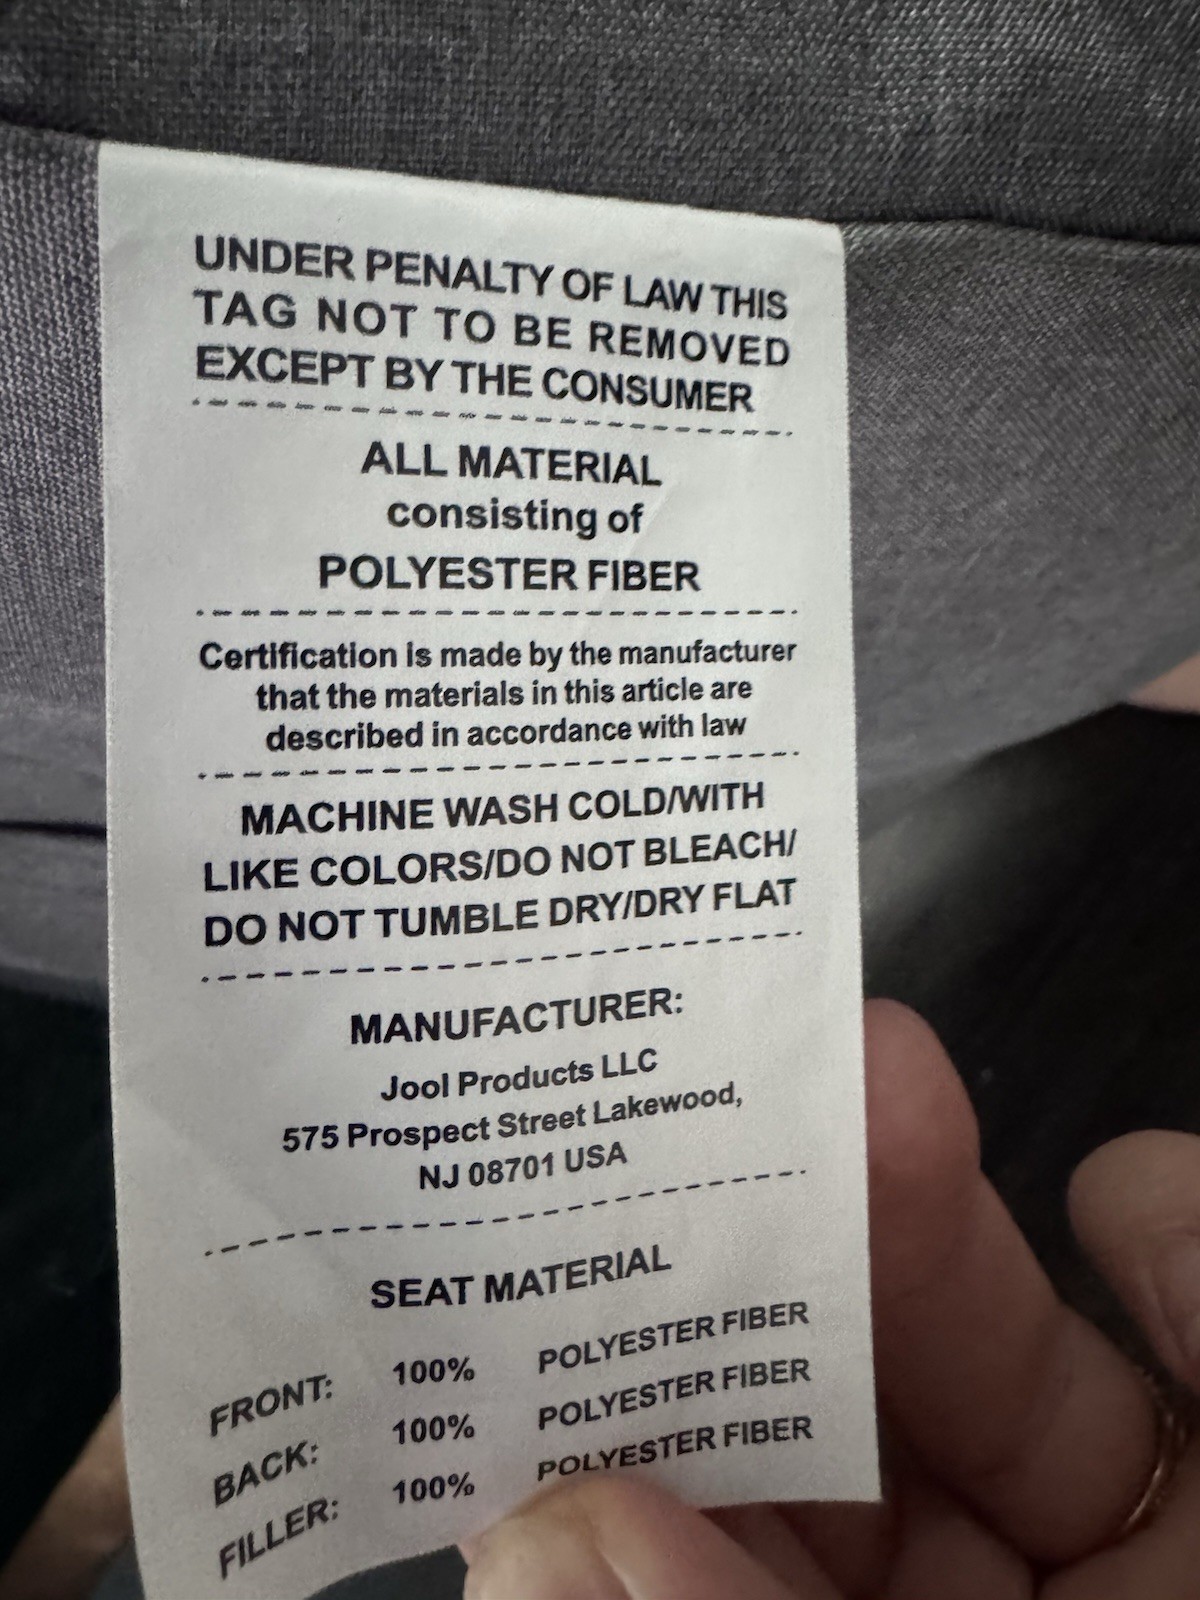 UNDER PENALTY OF LAW THIS
TAG NOT TO BE REMOVED
EXCEPT BY THE CONSUMER
ALL MATERIAL
consisting of
POLYESTER FIBER
Certification is made by the manufacturer
that the materials in this article are
described in accordance with law
MACHINE WASH COLD/WITH
LIKE COLORS/DO NOT BLEACH/
DO NOT TUMBLE DRY/DRY FLAT
MANUFACTURER:
Jool Products LLC
575 Prospect Street Lakewood,
NJ 08701 USA
SEAT MATERIAL
FRONT: 100% POLYESTER FIBER
BACK: 100% POLYESTER FIBER
FILLER: 100% POLYESTER FIBER